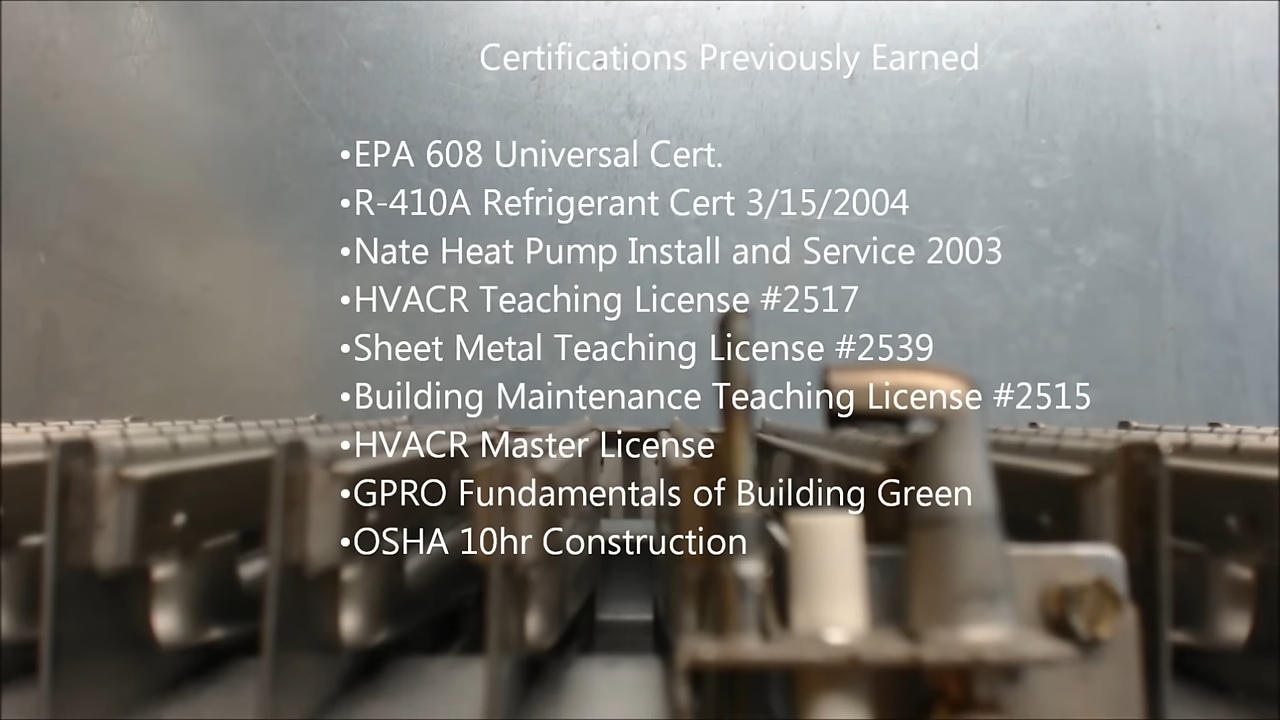 Certifications Previously Earned
•EPA 608 Universal Cert.
•R-410A Refrigerant Cert 3/15/2004
•Nate Heat Pump Install and Service 2003
•HVACR Teaching License #2517
•Sheet Metal Teaching License #2539
•Building Maintenance Teaching License #2515
•HVACR Master License
•GPRO Fundamentals of Building Green
•OSHA 10hr Construction